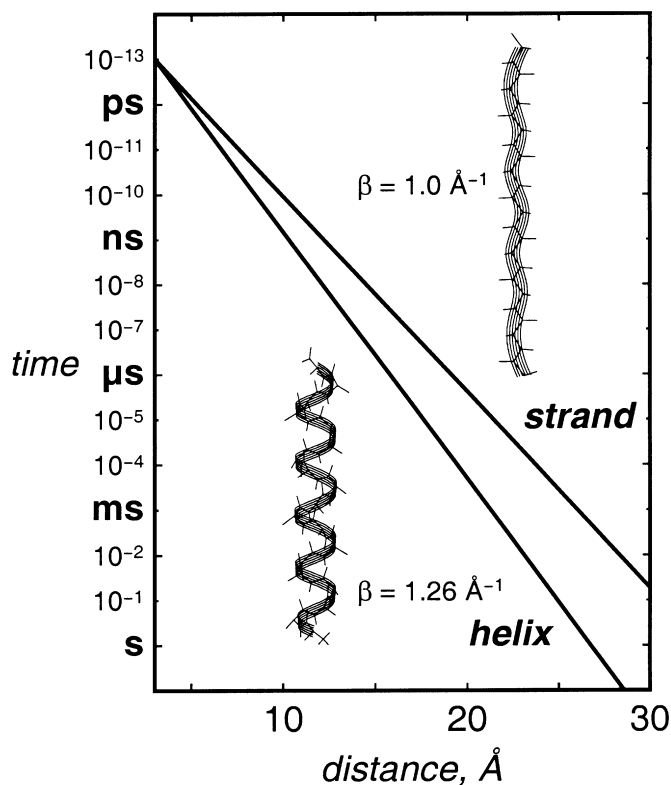 10⁻¹³
ps
10⁻¹¹
10⁻¹⁰
β = 1.0 Å⁻¹
ns
10⁻⁸
10⁻⁷
time
μs
10⁻⁵
strand
10⁻⁴
ms
10⁻²
β = 1.26 Å⁻¹
10⁻¹
helix
s
10 20 30
distance, Å